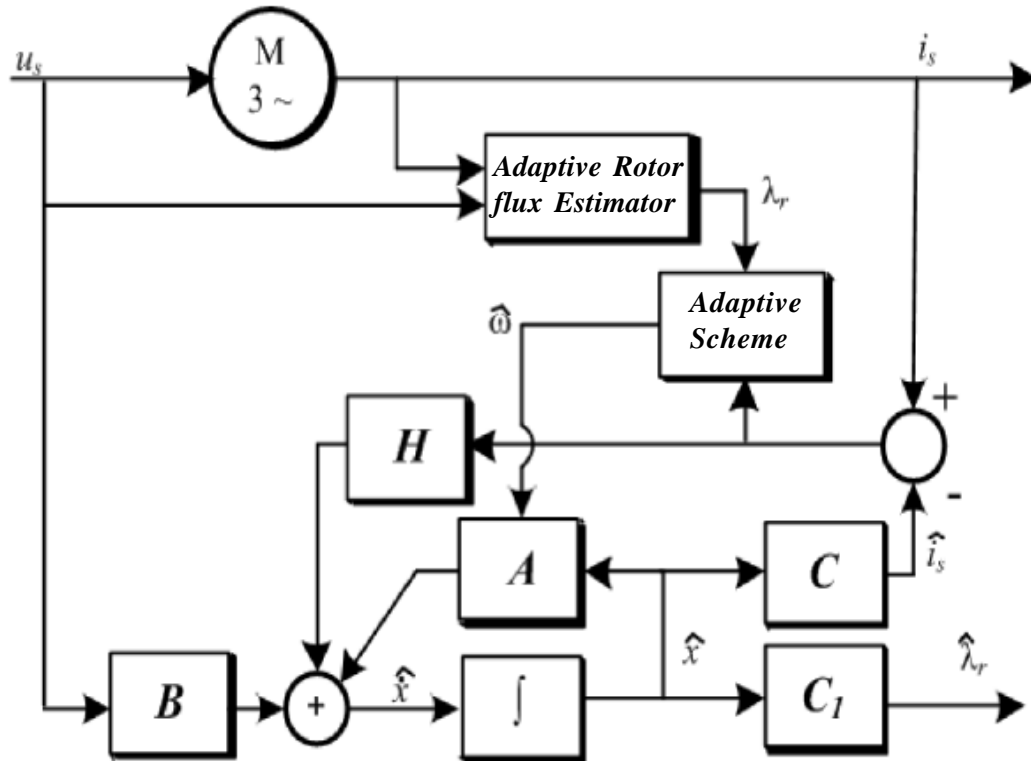 u_s
M
3 ~
i_s
Adaptive Rotor
flux Estimator
λ_r
Adaptive
Scheme
ω̂
+
H
-
A
C
î_s
x̂
λ̂_r
B
+
ẋ̂
∫
C_1